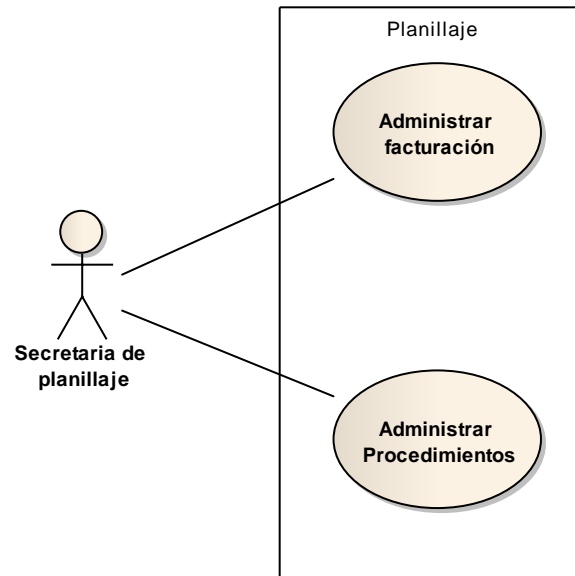 Planillaje
Administrar
facturación
Secretaria de
planillaje
Administrar
Procedimientos